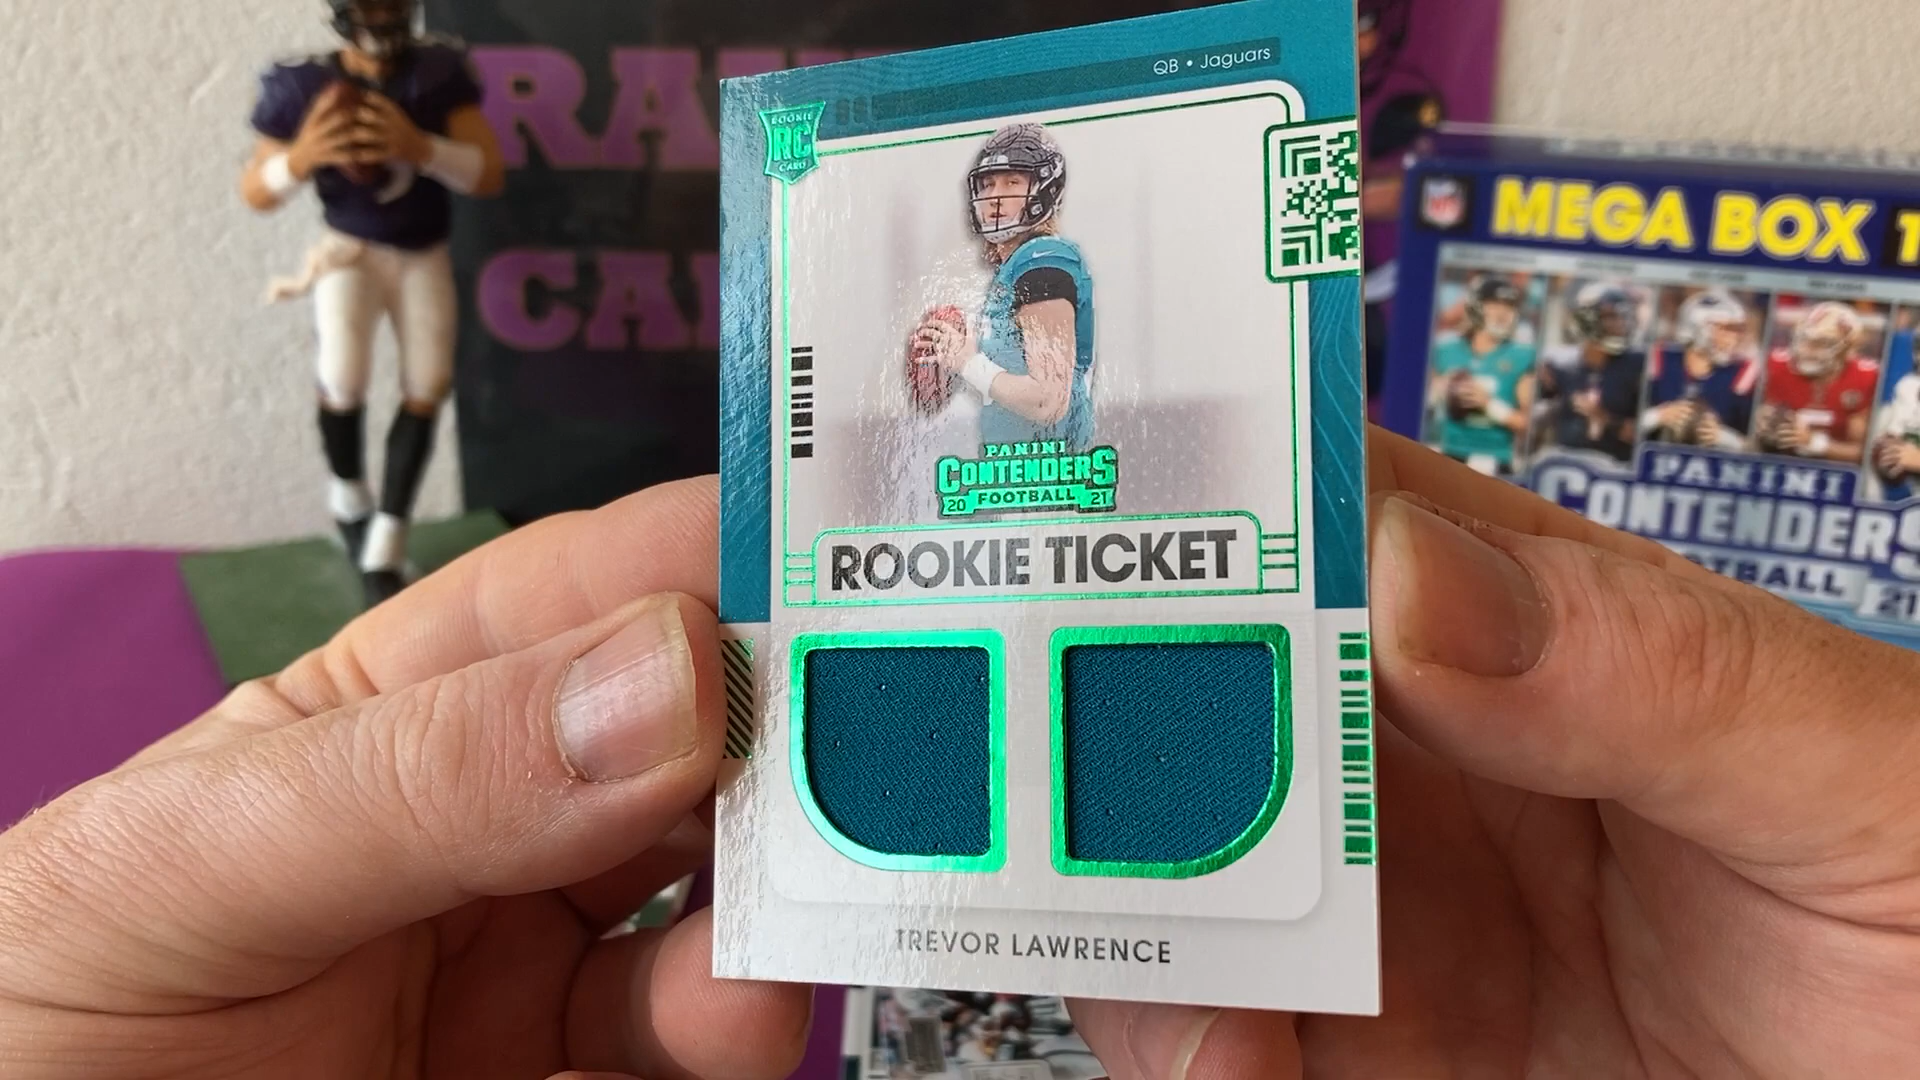 QB • Jaguars
ROOKIE
RC
CARD
PANINI
CONTENDERS
20 FOOTBALL 21
ROOKIE TICKET
TREVOR LAWRENCE
NFL
MEGA BOX
PANINI
CONTENDERS
21